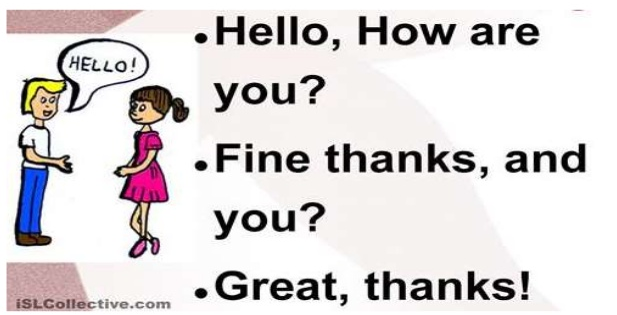 HELLO!
•Hello, How are
you?
•Fine thanks, and
you?
•Great, thanks!
iSLCollective.com